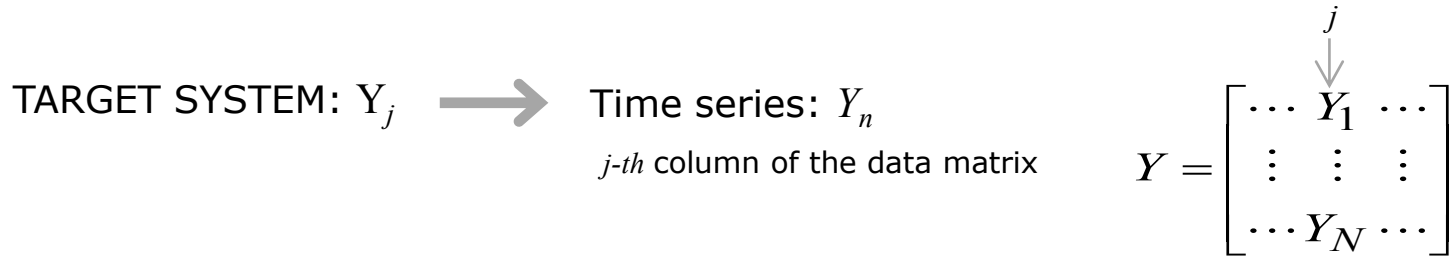 j
TARGET SYSTEM: Y_j
Time series: Y_n
j-th column of the data matrix
Y = [ ⋯ Y_1 ⋯
⋮ ⋮ ⋮
⋯ Y_N ⋯ ]